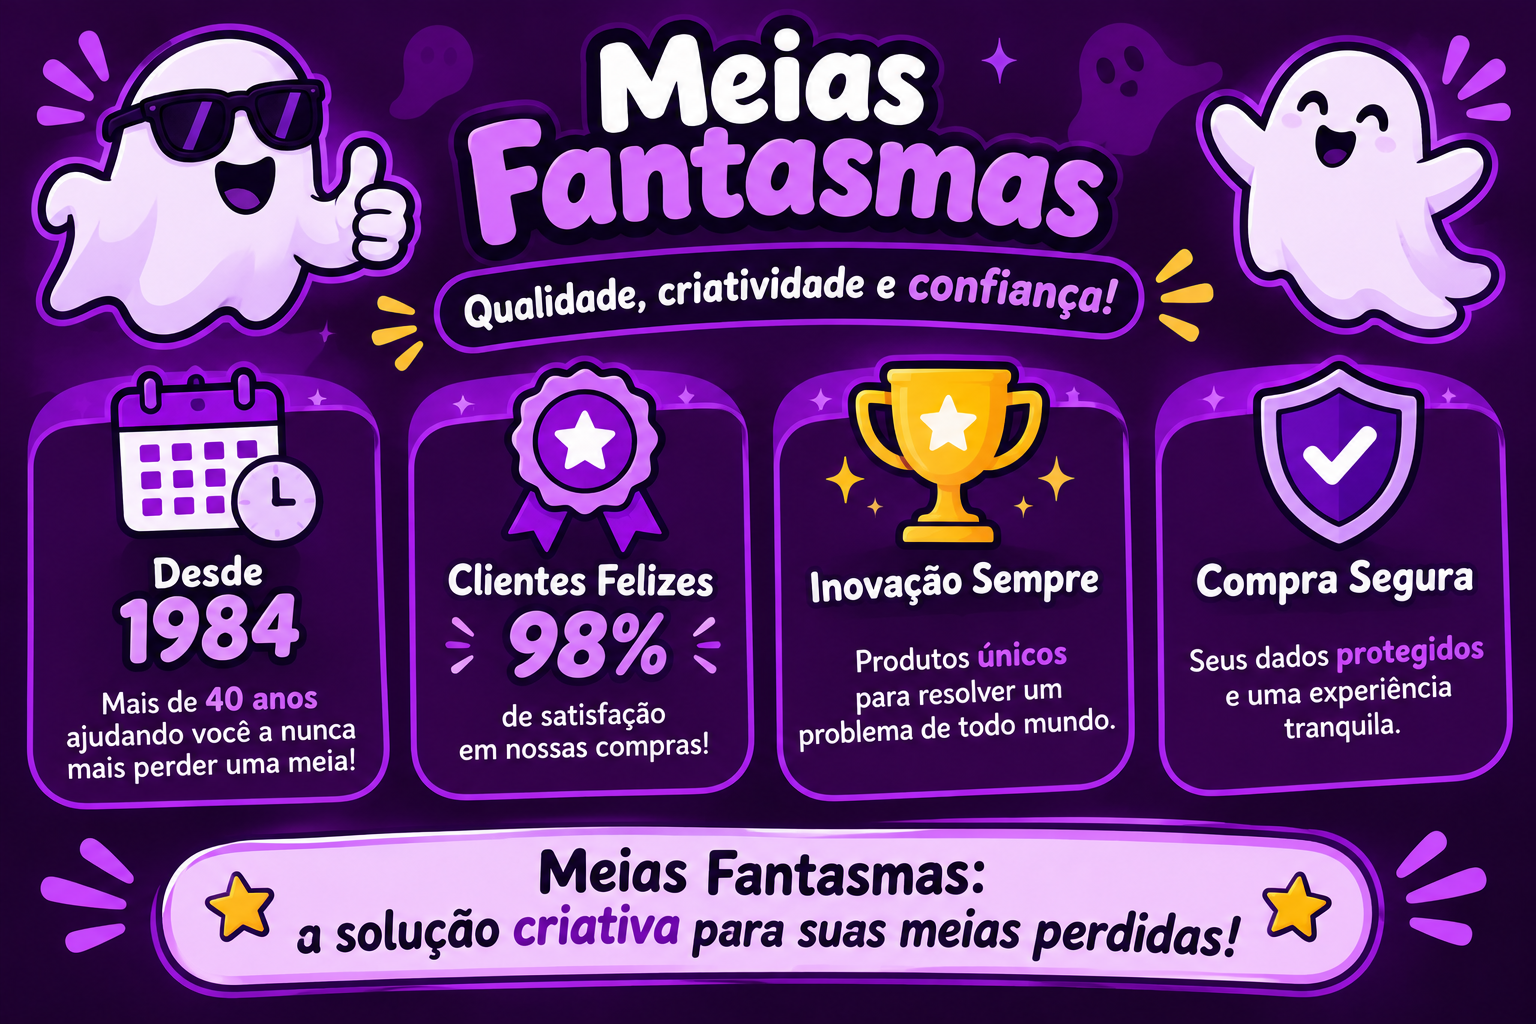 Meias
Fantasmas
Qualidade, criatividade e confiança!
Desde
1984
Mais de 40 anos
ajudando você a nunca
mais perder uma meia!
Clientes Felizes
98%
de satisfação
em nossas compras!
Inovação Sempre
Produtos únicos
para resolver um
problema de todo mundo.
Compra Segura
Seus dados protegidos
e uma experiência
tranquila.
Meias Fantasmas:
a solução criativa para suas meias perdidas!